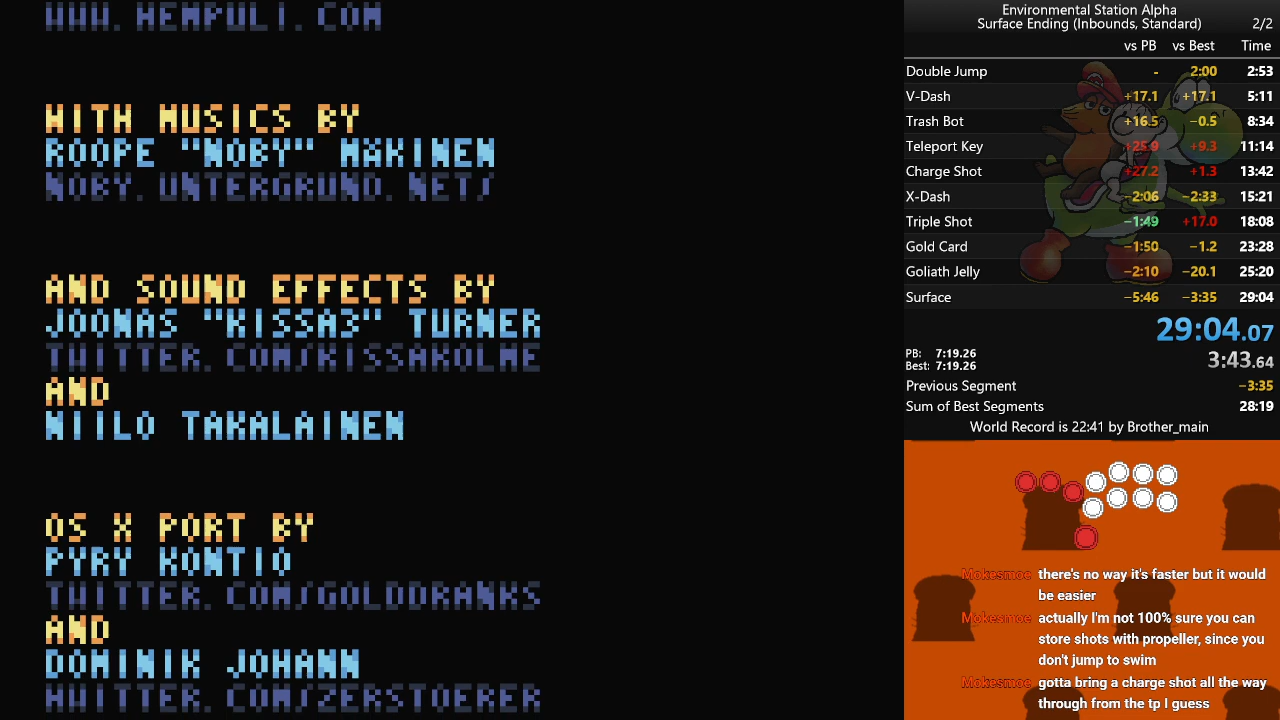 WWW. HEMPULI. COM
WITH MUSICS BY
ROOPE "NOBY" MÄKINEN
NOBY. UNTERGRUND. NET/
AND SOUND EFFECTS BY
JOONAS "KISSA3" TURNER
TWITTER. COM/KISSAKOLME
AND
NIILO TAKALAINEN
OS X PORT BY
PYRY KONTIO
TWITTER. COM/GOLDDRANKS
AND
DOMINIK JOHANN
WWITTER. COM/ZERSTOERER
Environmental Station Alpha
Surface Ending (Inbounds, Standard) 2/2
vs PB vs Best Time
Double Jump - 2:00 2:53
V-Dash +17.1 +17.1 5:11
Trash Bot +16.5 −0.5 8:34
Teleport Key +25.9 +9.3 11:14
Charge Shot +27.2 +1.3 13:42
X-Dash −2:06 −2:33 15:21
Triple Shot −1:49 +17.0 18:08
Gold Card −1:50 −1.2 23:28
Goliath Jelly −2:10 −20.1 25:20
Surface −5:46 −3:35 29:04
29:04.07
PB: 7:19.26
Best: 7:19.26
3:43.64
Previous Segment −3:35
Sum of Best Segments 28:19
World Record is 22:41 by Brother_main
Mokesmoe there's no way it's faster but it would
be easier
Mokesmoe actually I'm not 100% sure you can
store shots with propeller, since you
don't jump to swim
Mokesmoe gotta bring a charge shot all the way
through from the tp I guess